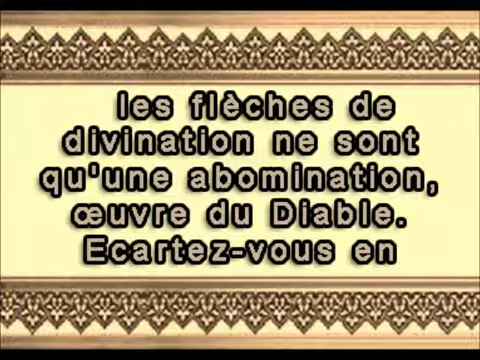 les flèches de
divination ne sont
qu'une abomination,
œuvre du Diable.
Ecartez-vous en